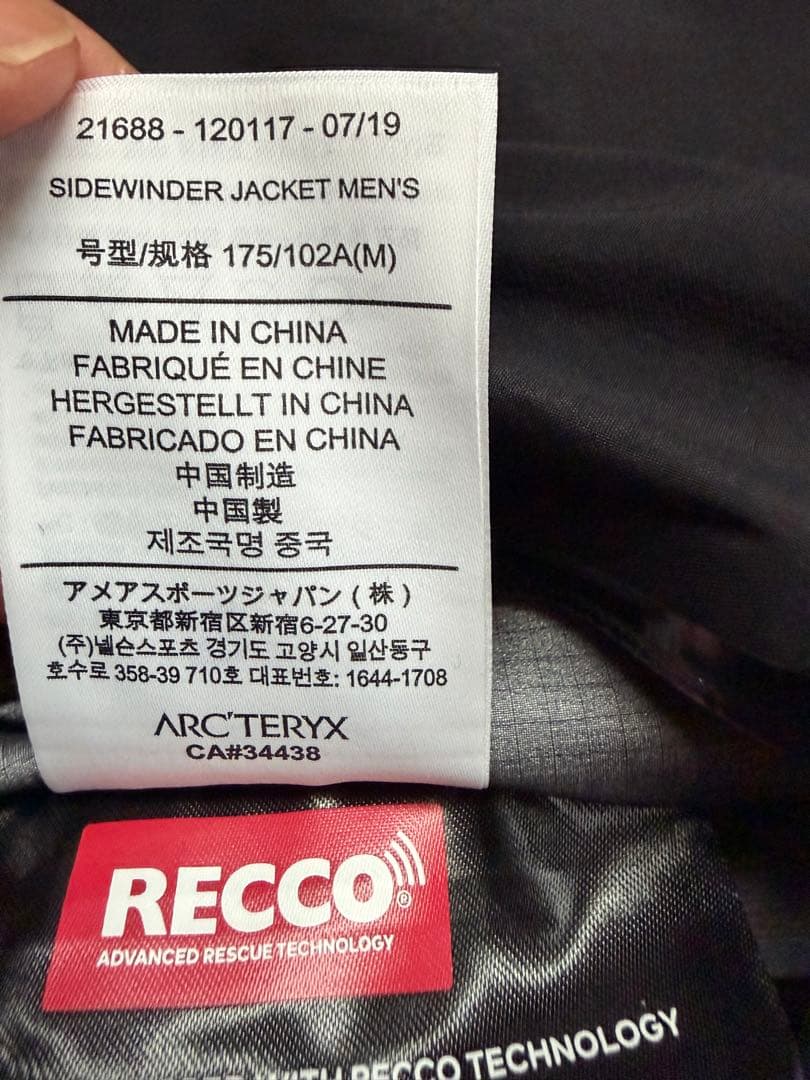 21688 - 120117 - 07/19
SIDEWINDER JACKET MEN'S
号型/规格 175/102A(M)
MADE IN CHINA
FABRIQUÉ EN CHINE
HERGESTELLT IN CHINA
FABRICADO EN CHINA
中国制造
中国製
제조국명 중국
アメアスポーツジャパン ( 株 )
東京都新宿区新宿6-27-30
(주)넬슨스포츠 경기도 고양시 일산동구
호수로 358-39 710호 대표번호: 1644-1708
ARC'TERYX
CA#34438
RECCO®
ADVANCED RESCUE TECHNOLOGY
WITH RECCO TECHNOLOGY